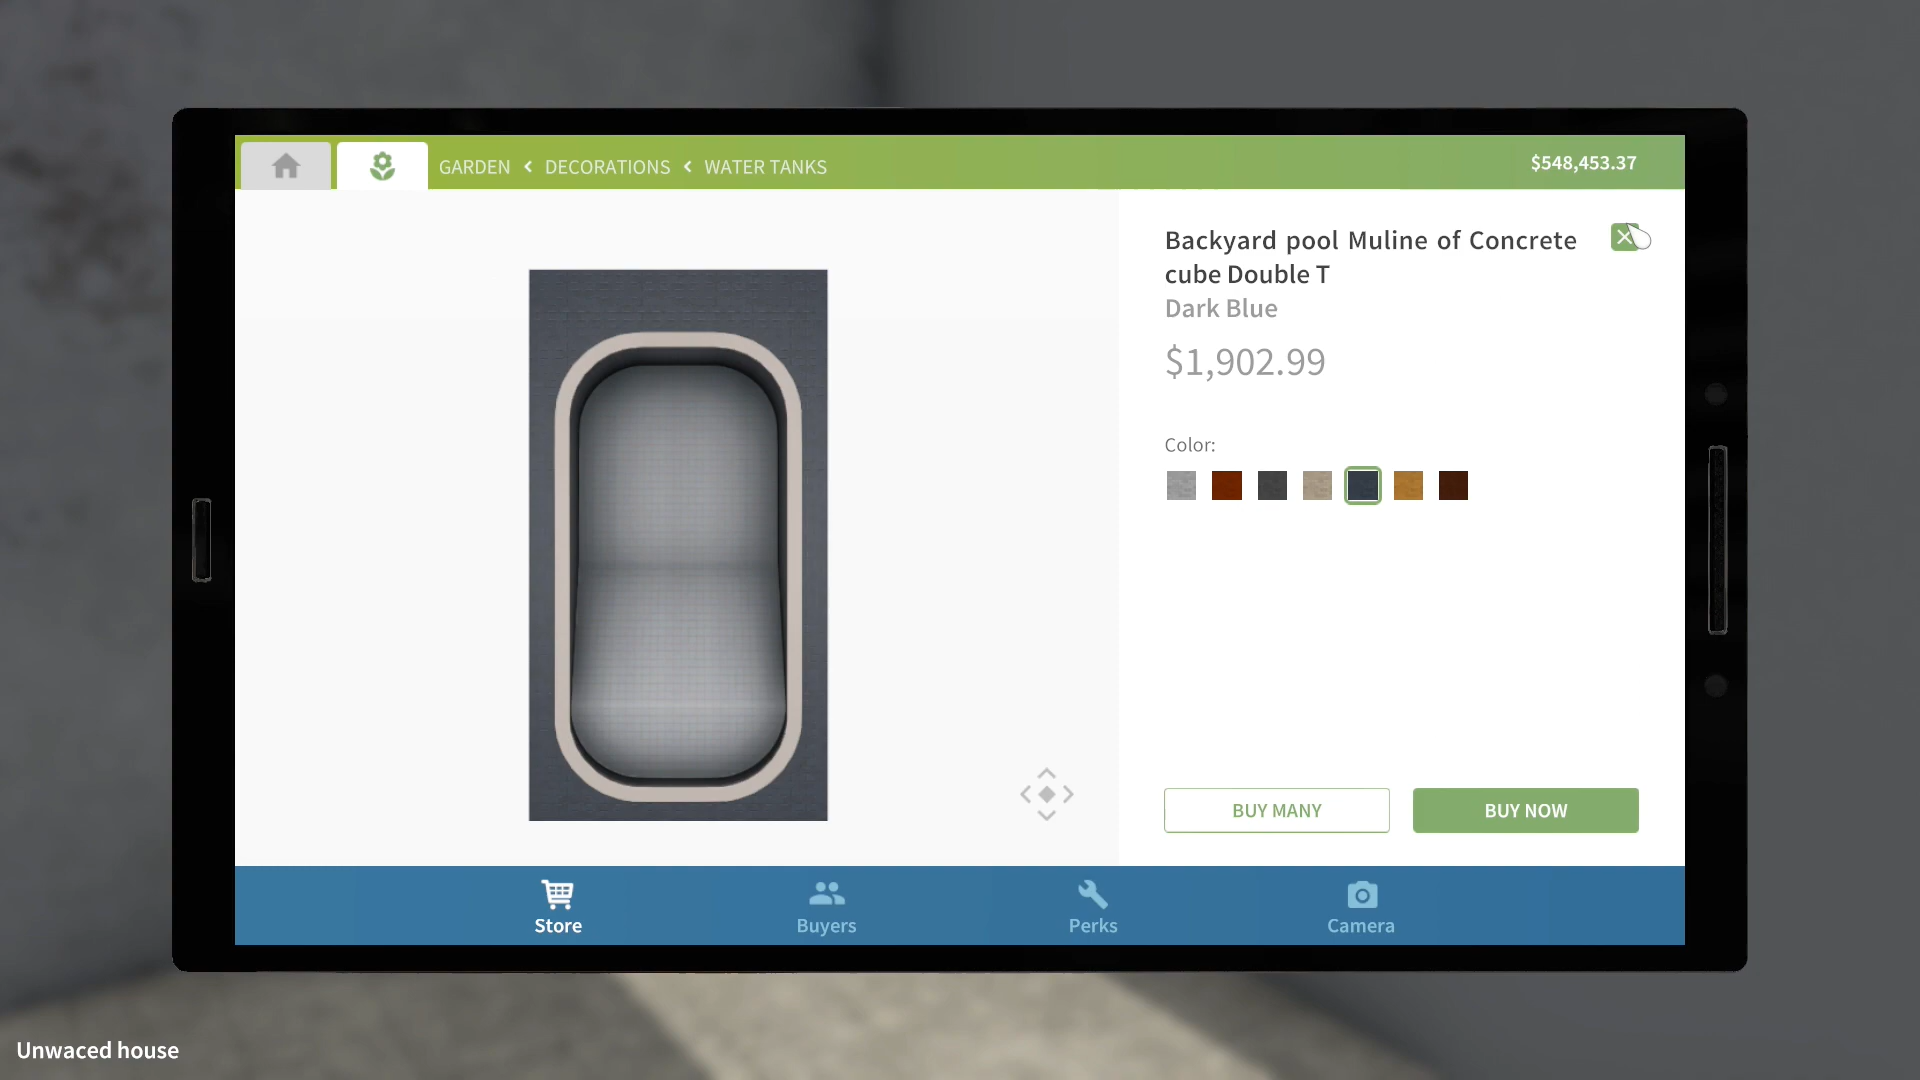 GARDEN < DECORATIONS < WATER TANKS
$548,453.37
Backyard pool Muline of Concrete
cube Double T
Dark Blue
$1,902.99
Color:
BUY MANY
BUY NOW
Store
Buyers
Perks
Camera
Unwaced house